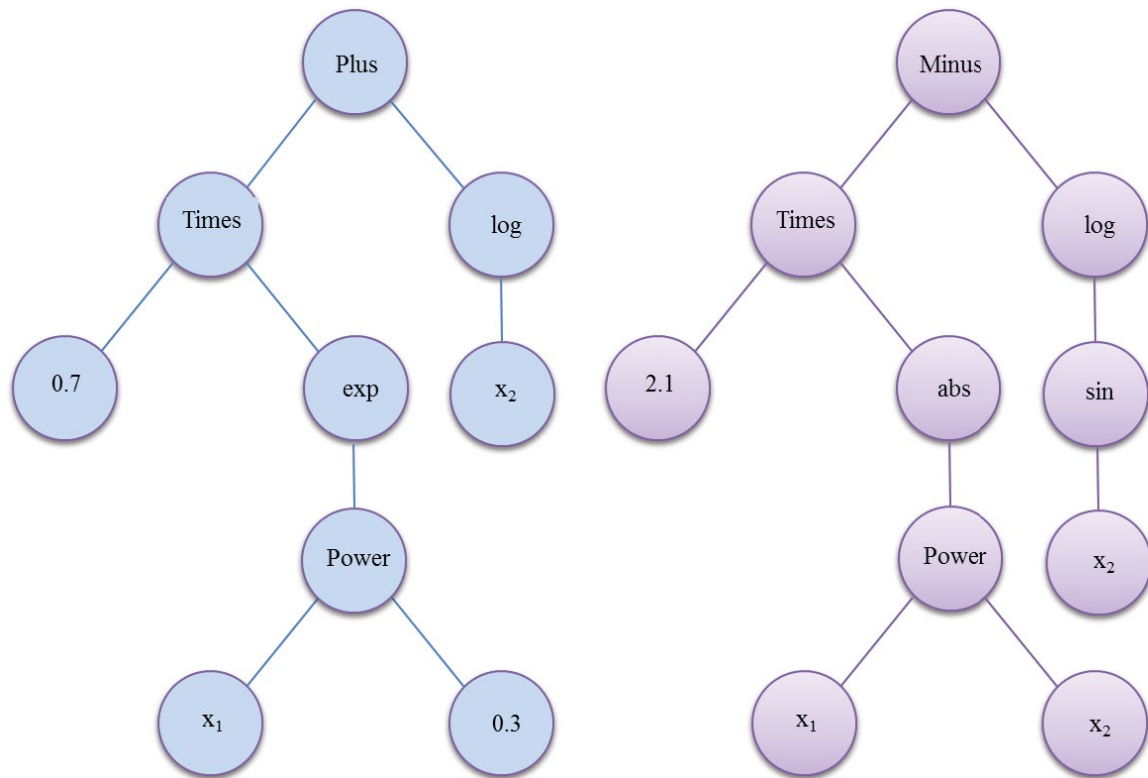 Plus
Minus
Times
log
Times
log
0.7
exp
x₂
2.1
abs
sin
Power
Power
x₂
x₁
0.3
x₁
x₂